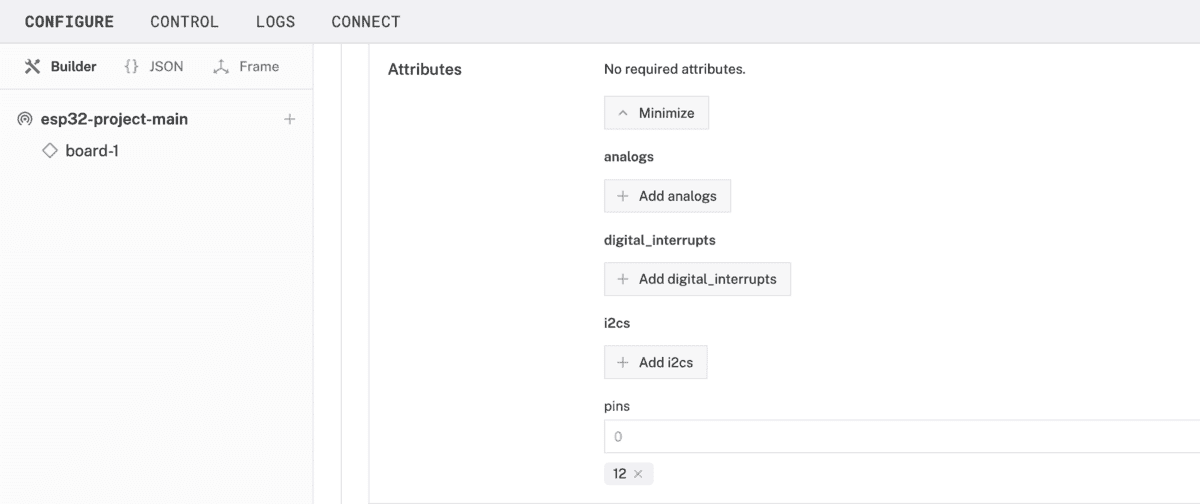 CONFIGURE CONTROL LOGS CONNECT
Builder {} JSON Frame
esp32-project-main
board-1
Attributes
No required attributes.
Minimize
analogs
+ Add analogs
digital_interrupts
+ Add digital_interrupts
i2cs
+ Add i2cs
pins
0
12 ×